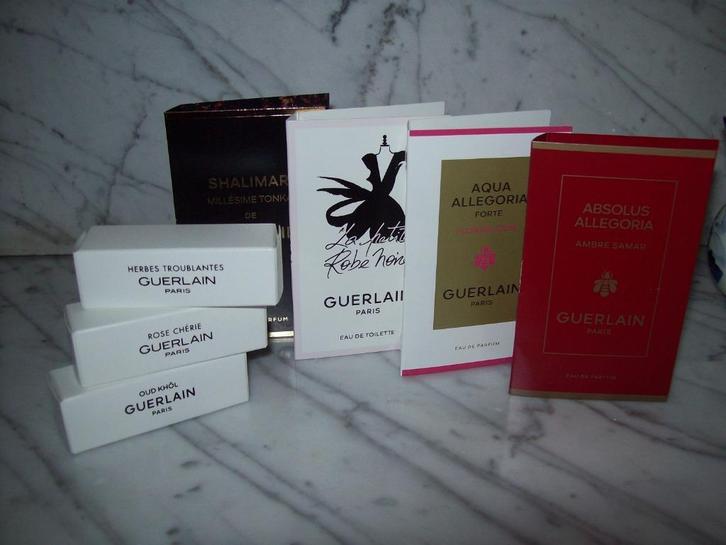 SHALIMAR
MILLÉSIME TONKA
DE
La Petite
Robe Noire
GUERLAIN
PARIS
EAU DE TOILETTE
AQUA
ALLEGORIA
FORTE
GUERLAIN
PARIS
EAU DE PARFUM
ABSOLUS
ALLEGORIA
AMBRE SAMAR
GUERLAIN
PARIS
EAU DE PARFUM
HERBES TROUBLANTES
GUERLAIN
PARIS
ROSE CHÉRIE
GUERLAIN
PARIS
OUD KHÔL
GUERLAIN
PARIS